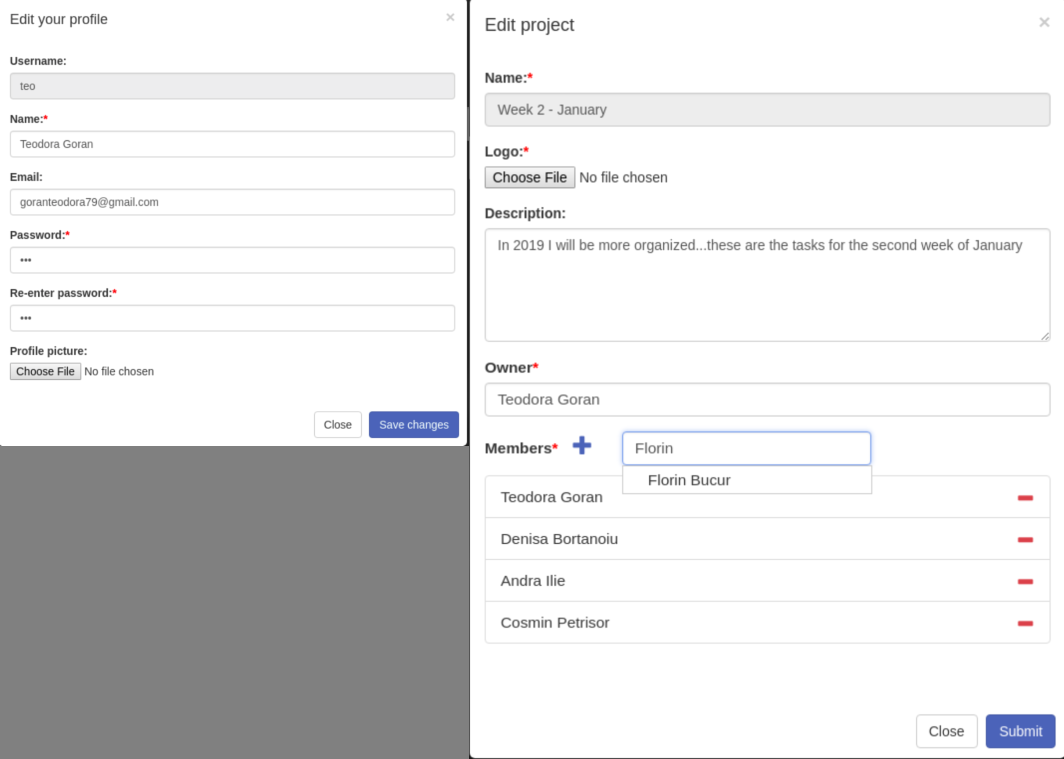 Edit your profile ×
Username:
teo
Name:*
Teodora Goran
Email:
goranteodora79@gmail.com
Password:*
•••
Re-enter password:*
•••
Profile picture:
Choose File No file chosen
Close Save changes
Edit project ×
Name:*
Week 2 - January
Logo:*
Choose File No file chosen
Description:
In 2019 I will be more organized...these are the tasks for the second week of January
Owner*
Teodora Goran
Members* Florin
Florin Bucur
Teodora Goran
Denisa Bortanoiu
Andra Ilie
Cosmin Petrisor
Close Submit